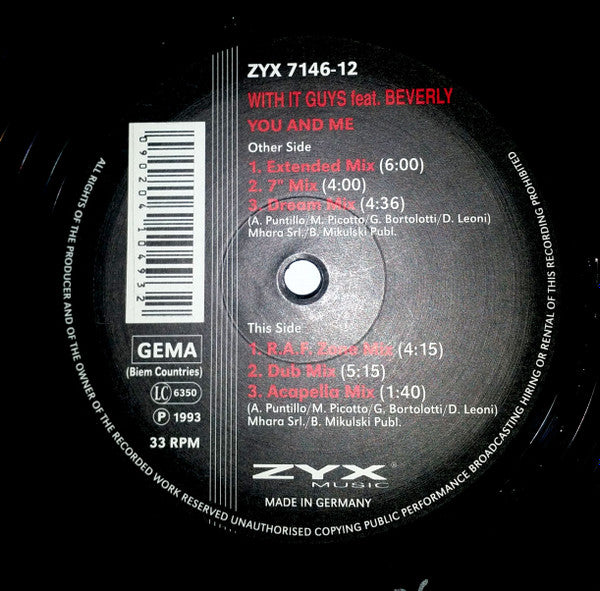 ZYX 7146-12
WITH IT GUYS feat. BEVERLY
YOU AND ME
Other Side
1. Extended Mix (6:00)
2. 7" Mix (4:00)
3. Dream Mix (4:36)
(A. Puntillo/M. Picotto/G. Bortolotti/D. Leoni)
Mhara Srl./B. Mikulski Publ.
This Side
1. R.A.F. Zone Mix (4:15)
2. Dub Mix (5:15)
3. Acapella Mix (1:40)
(A. Puntillo/M. Picotto/G. Bortolotti/D. Leoni)
Mhara Srl./B. Mikulski Publ.
ZYX®
MUSIC
MADE IN GERMANY
090204104932
GEMA
(Biem Countries)
LC 6350
℗ 1993
33 RPM
ALL RIGHTS OF THE PRODUCER AND OF THE OWNER OF THE RECORDED WORK RESERVED UNAUTHORISED COPYING PUBLIC PERFORMANCE BROADCASTING HIRING OR RENTAL OF THIS RECORDING PROHIBITED